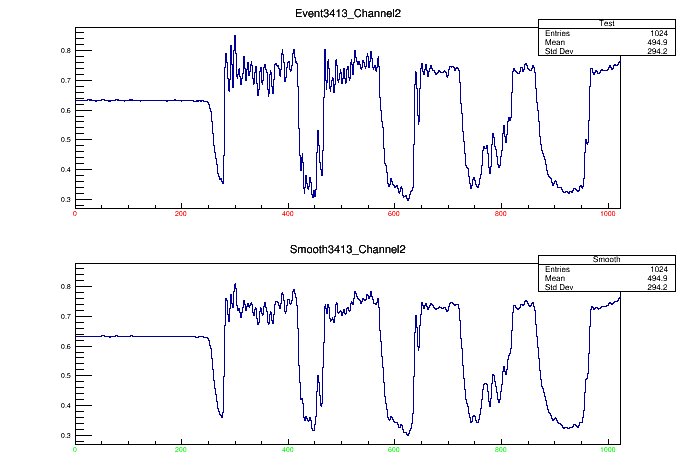 Event3413_Channel2
Test
Entries 1024
Mean 494.9
Std Dev 294.2
0.8
0.7
0.6
0.5
0.4
0.3
0 200 400 600 800 1000
Smooth3413_Channel2
Smooth
Entries 1024
Mean 494.9
Std Dev 294.2
0.8
0.7
0.6
0.5
0.4
0.3
0 200 400 600 800 1000